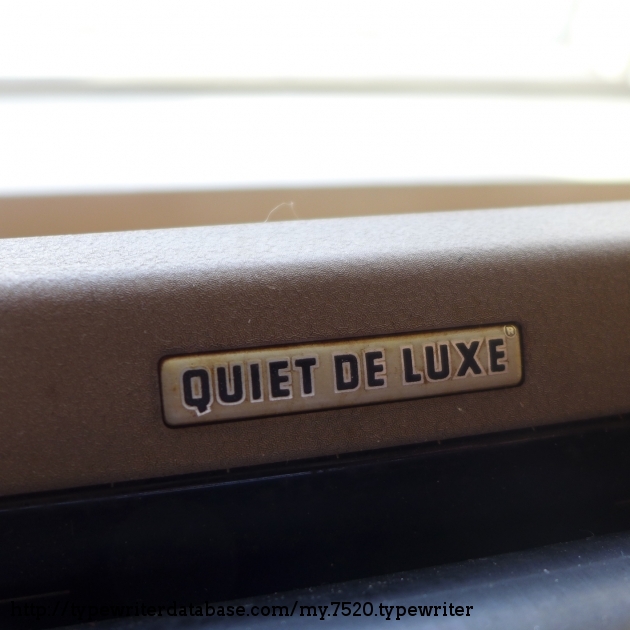 QUIET DE LUXE®
http://typewriterdatabase.com/my.7520.typewriter